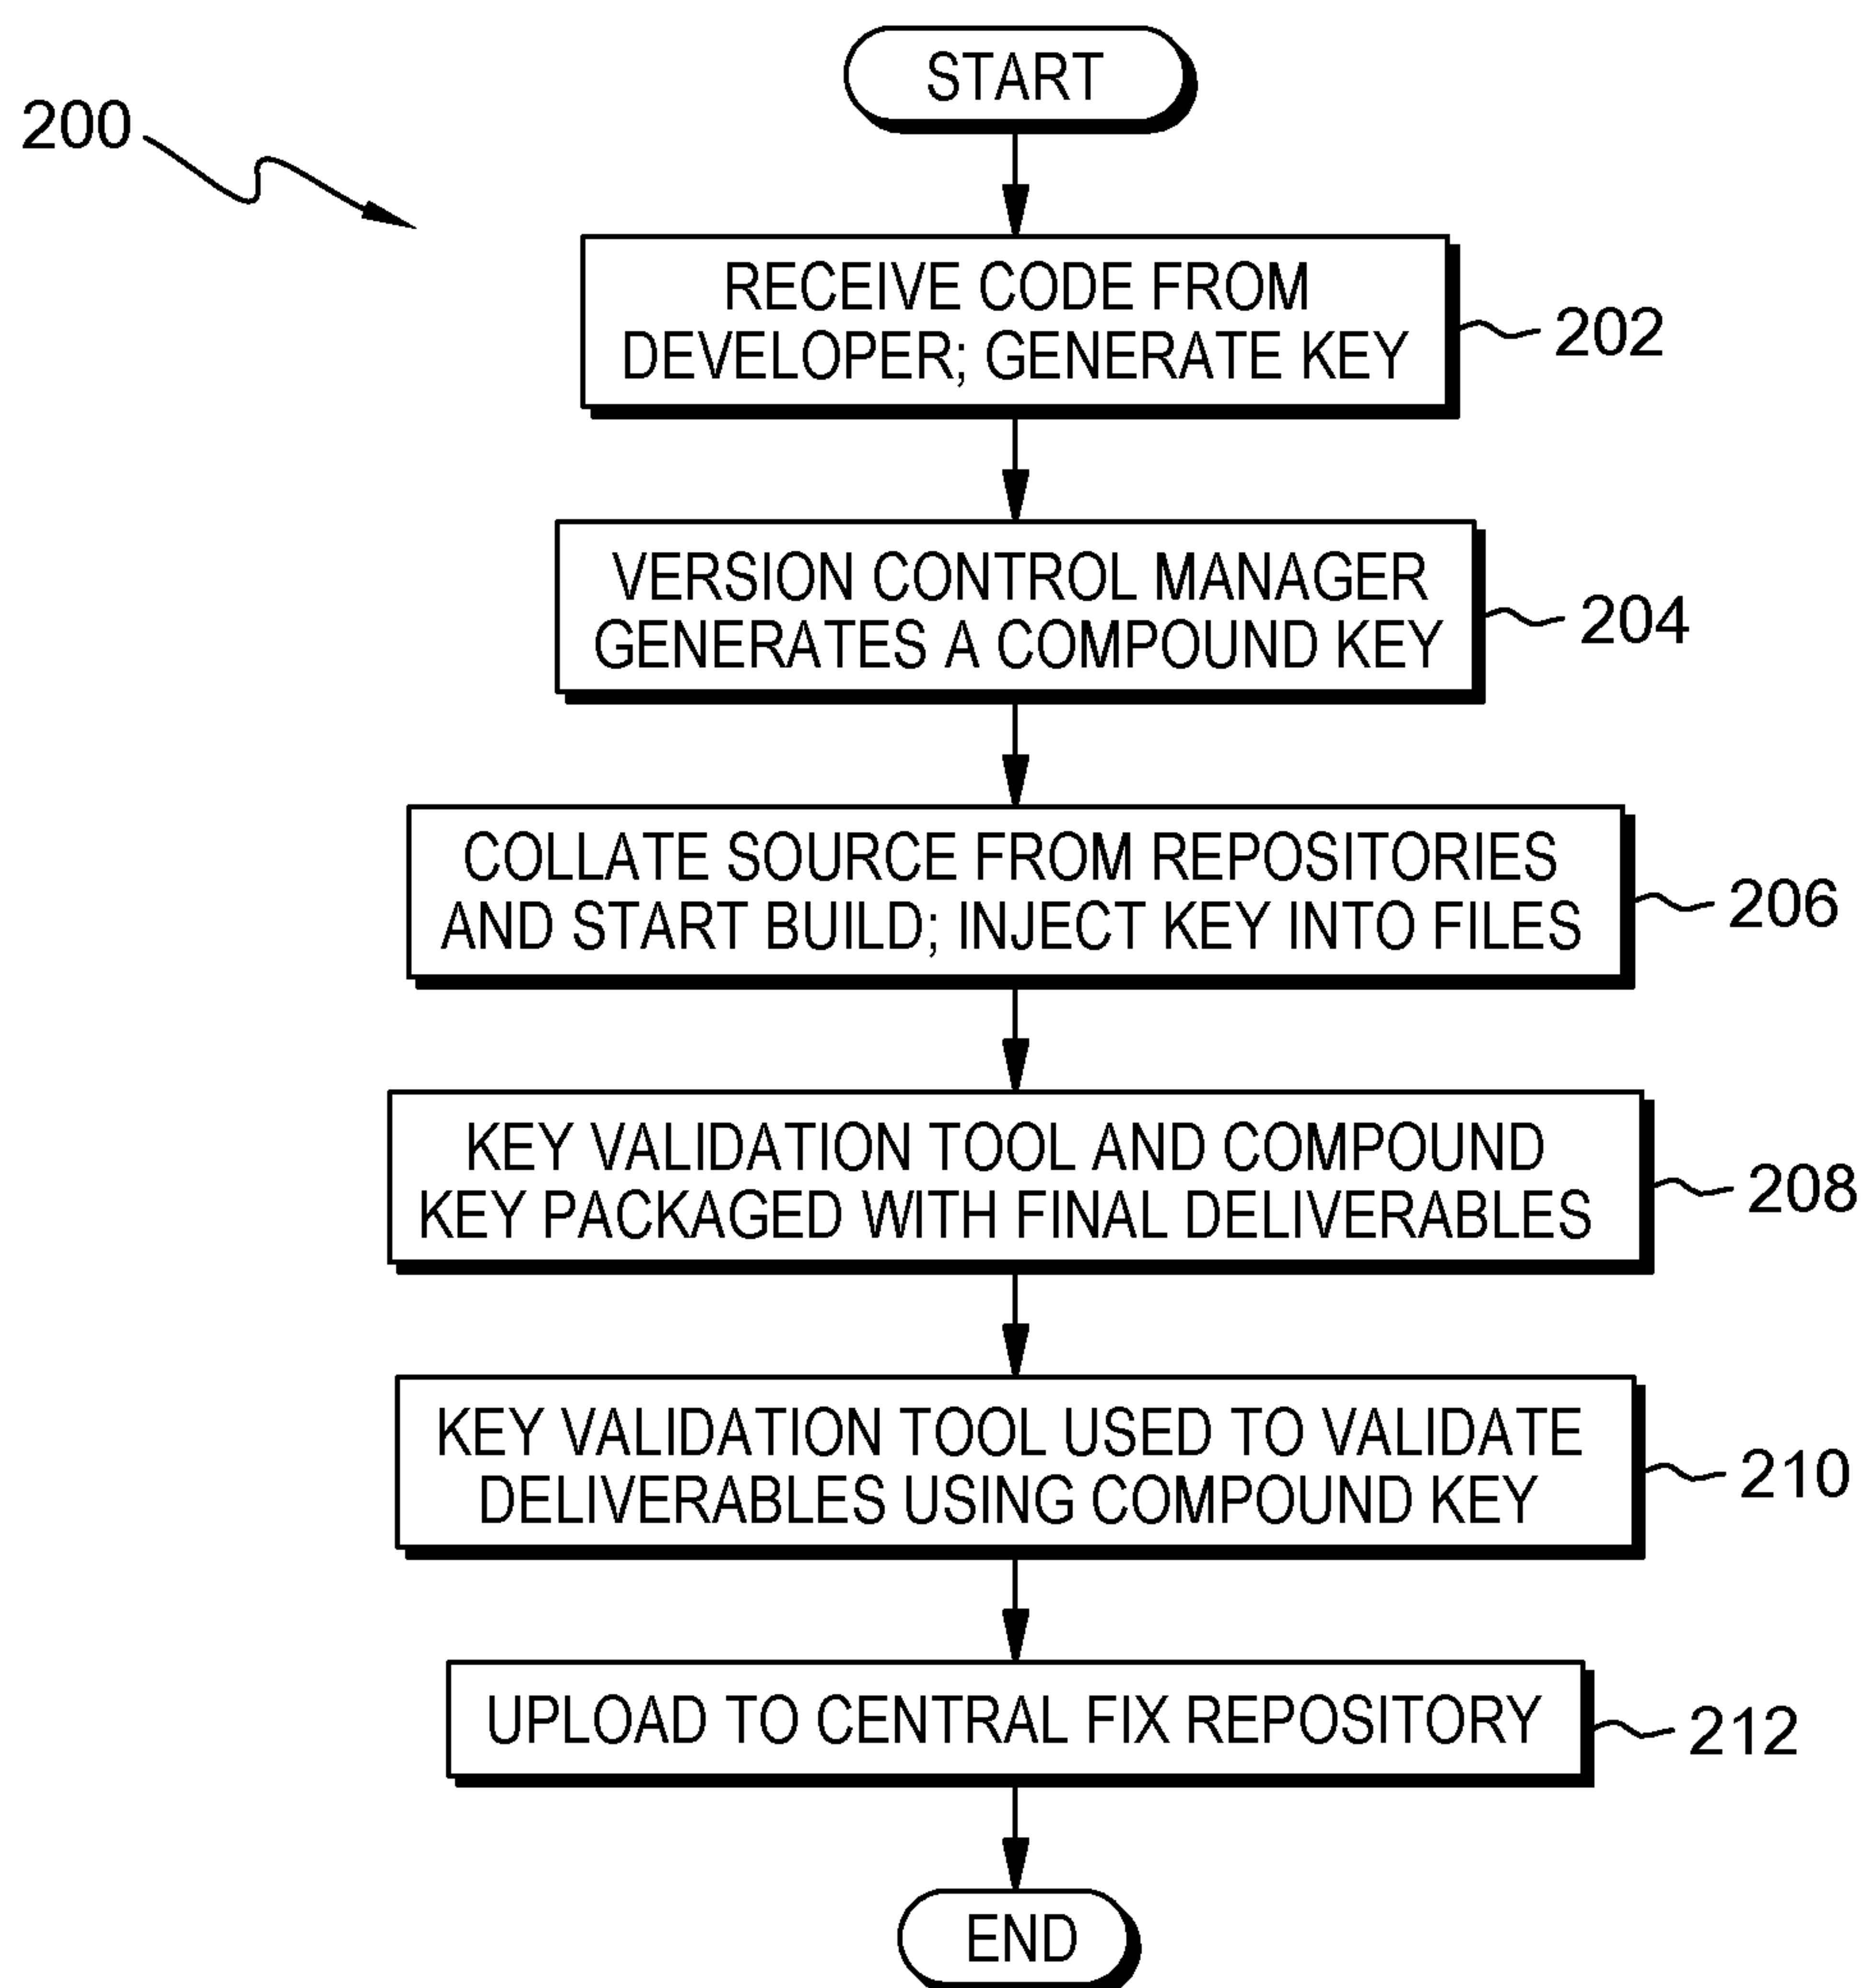 START
200
RECEIVE CODE FROM
DEVELOPER; GENERATE KEY
202
VERSION CONTROL MANAGER
GENERATES A COMPOUND KEY
204
COLLATE SOURCE FROM REPOSITORIES
AND START BUILD; INJECT KEY INTO FILES
206
KEY VALIDATION TOOL AND COMPOUND
KEY PACKAGED WITH FINAL DELIVERABLES
208
KEY VALIDATION TOOL USED TO VALIDATE
DELIVERABLES USING COMPOUND KEY
210
UPLOAD TO CENTRAL FIX REPOSITORY
212
END